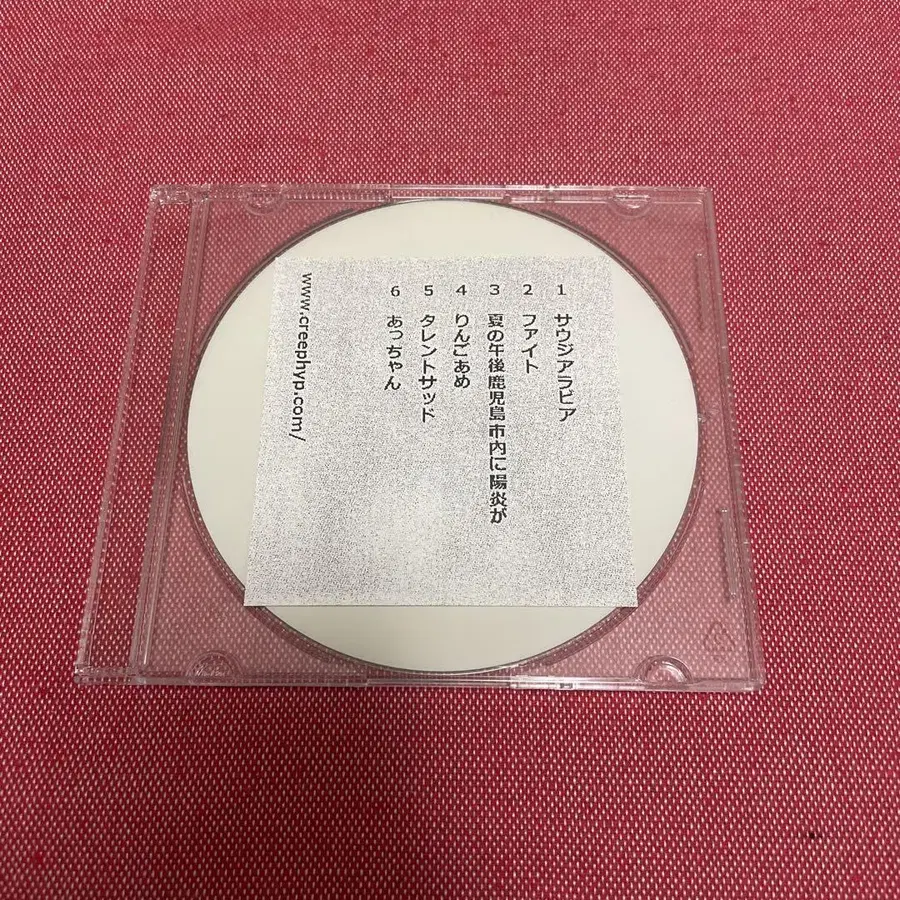 1 サウジアラビア
2 ファイト
3 夏の午後鹿児島市内に陽炎が
4 りんごあめ
5 タレントサッド
6 あっちゃん
www.creephyp.com/